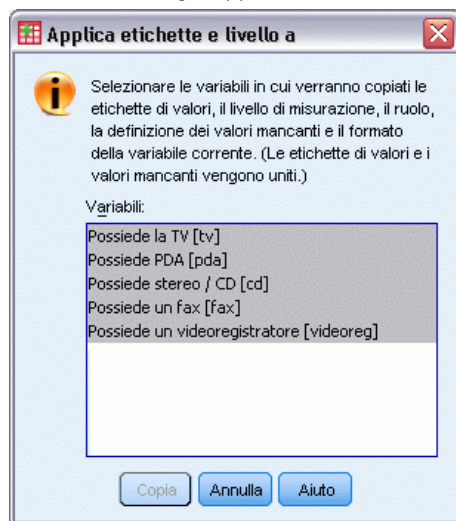 Applica etichette e livello a
Selezionare le variabili in cui verranno copiati le
etichette di valori, il livello di misurazione, il ruolo,
la definizione dei valori mancanti e il formato
della variabile corrente. (Le etichette di valori e i
valori mancanti vengono uniti.)
Variabili:
Possiede la TV [tv]
Possiede PDA [pda]
Possiede stereo / CD [cd]
Possiede un fax [fax]
Possiede un videoregistratore [videoreg]
Copia Annulla Aiuto